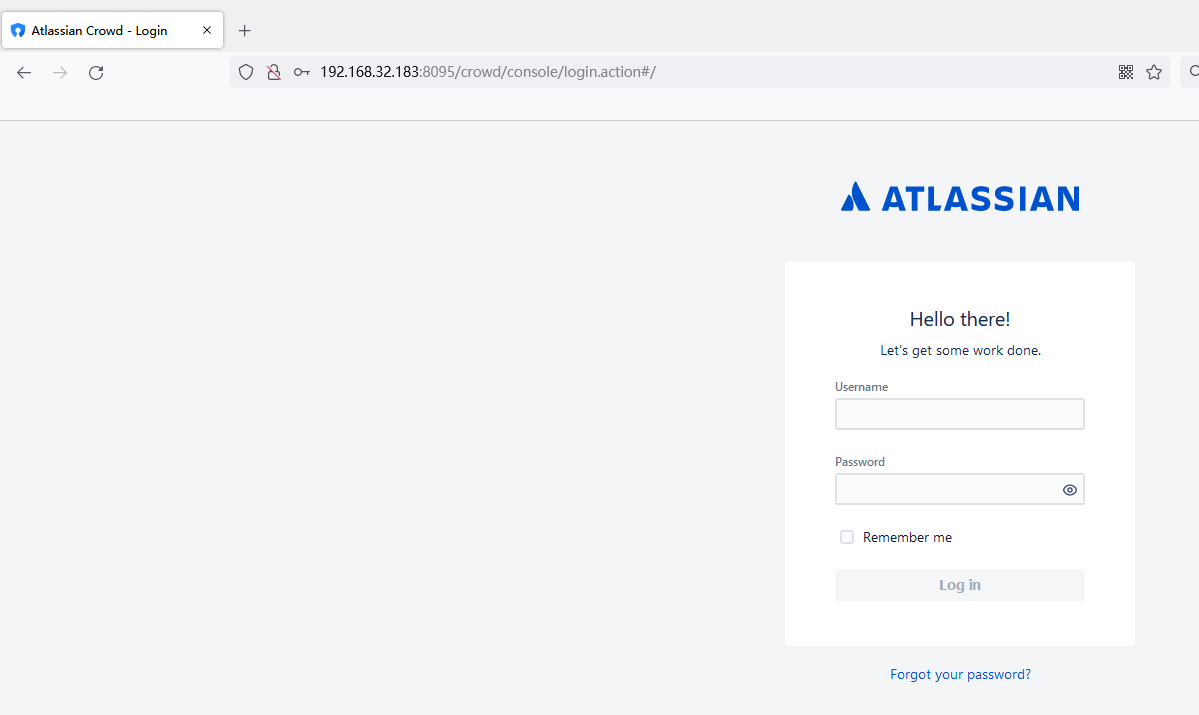 Atlassian Crowd - Login
192.168.32.183:8095/crowd/console/login.action#/
ATLASSIAN
Hello there!
Let's get some work done.
Username
Password
Remember me
Log in
Forgot your password?